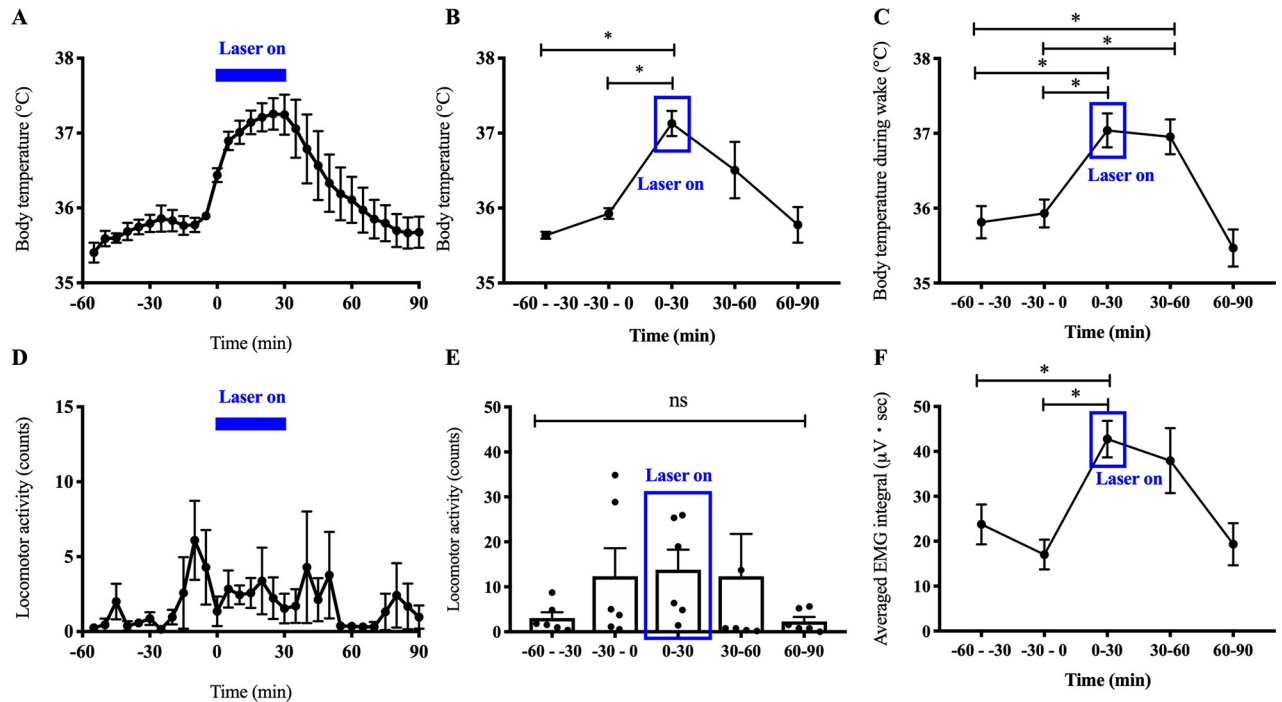 A
Laser on
Body temperature (°C)
38
37
36
35
-60
-30
0
30
60
90
Time (min)
B
*
*
Body temperature (°C)
38
37
36
35
Laser on
-60 - -30
-30 - 0
0-30
30-60
60-90
Time (min)
C
*
*
*
*
Body temperature during wake (°C)
38
37
36
35
Laser on
-60 - -30
-30 - 0
0-30
30-60
60-90
Time (min)
D
Laser on
Locomotor activity (counts)
15
10
5
0
-60
-30
0
30
60
90
Time (min)
E
ns
Locomotor activity (counts)
50
40
30
20
10
0
Laser on
-60 - -30
-30 - 0
0-30
30-60
60-90
F
*
*
Averaged EMG integral (μV・sec)
50
40
30
20
10
0
Laser on
-60 - -30
-30 - 0
0-30
30-60
60-90
Time (min)